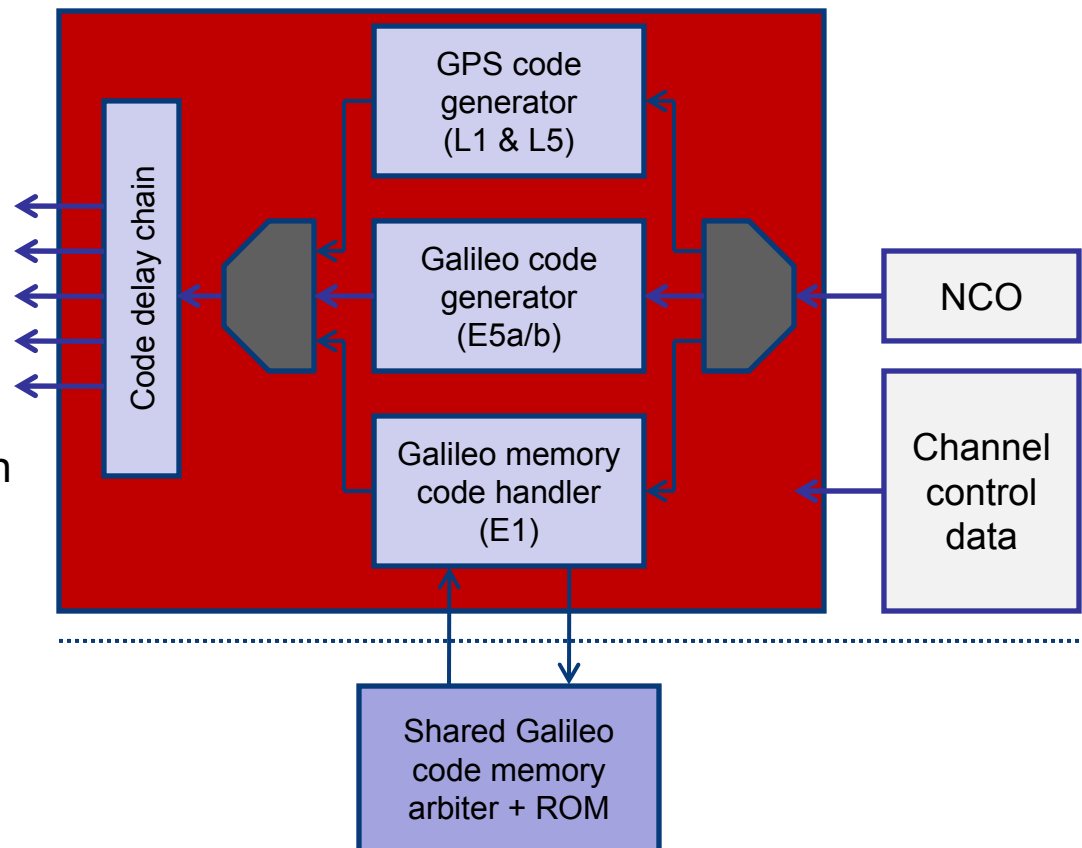 GPS code
generator
(L1 & L5)
Code delay chain
Galileo code
generator
(E5a/b)
NCO
Galileo memory
code handler
(E1)
Channel
control
data
Shared Galileo
code memory
arbiter + ROM